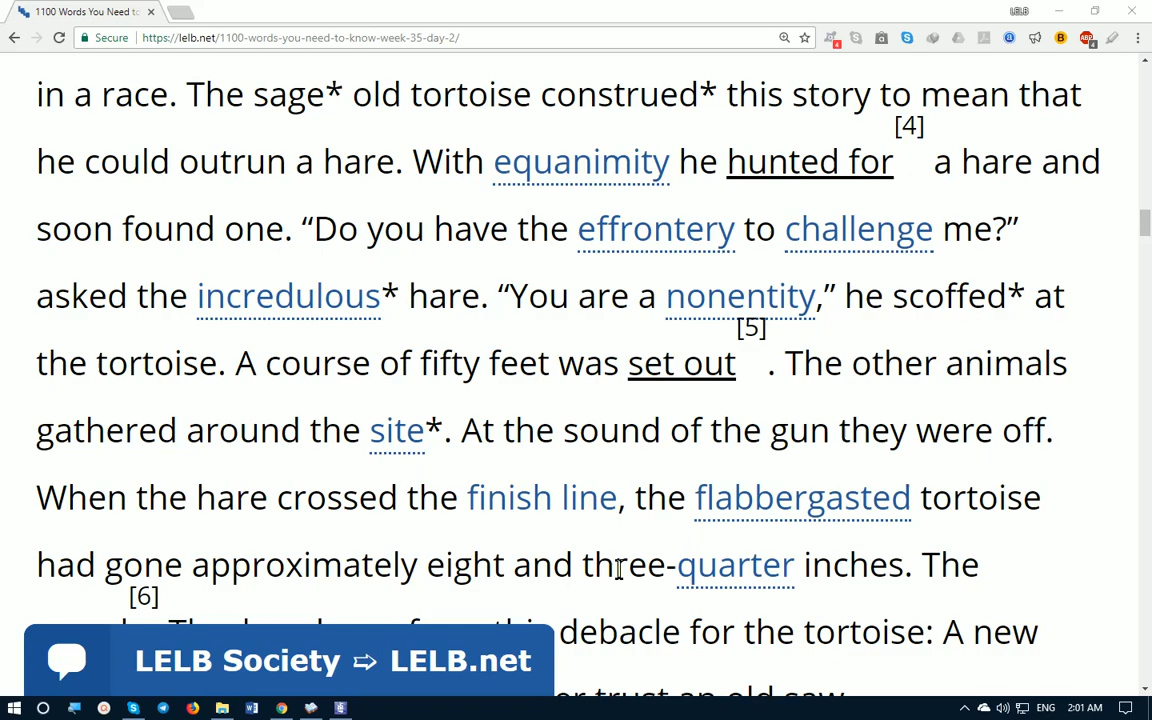 1100 Words You Need to
LELB
Secure
https://lelb.net/1100-words-you-need-to-know-week-35-day-2/
in a race. The sage* old tortoise construed* this story to mean that
he could outrun a hare. With equanimity he hunted for[4] a hare and
soon found one. “Do you have the effrontery to challenge me?”
asked the incredulous* hare. “You are a nonentity,” he scoffed* at
the tortoise. A course of fifty feet was set out[5]. The other animals
gathered around the site*. At the sound of the gun they were off.
When the hare crossed the finish line, the flabbergasted tortoise
had gone approximately eight and three-quarter inches. The
[6]
debacle for the tortoise: A new
trust an old saw
LELB Society ⇨ LELB.net
ENG
2:01 AM